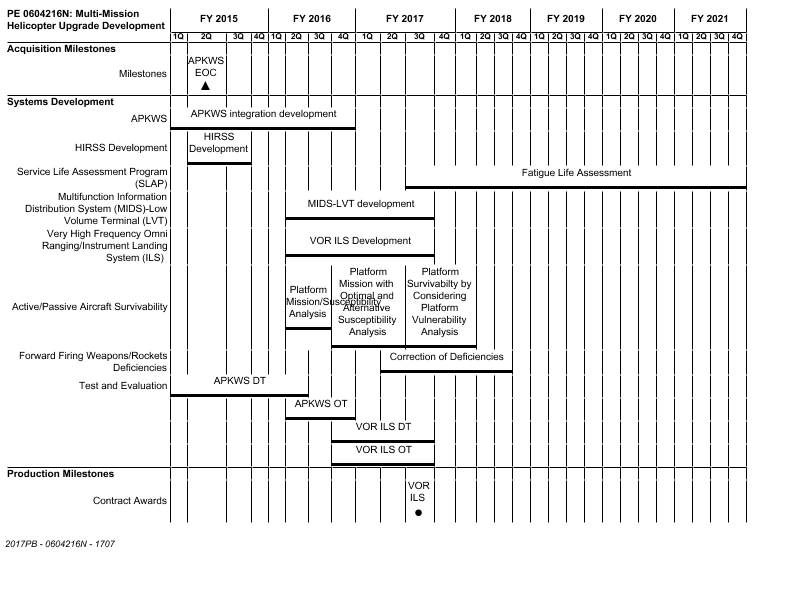 PE 0604216N: Multi-Mission
Helicopter Upgrade Development
FY 2015 FY 2016 FY 2017 FY 2018 FY 2019 FY 2020 FY 2021
1Q 2Q 3Q 4Q 1Q 2Q 3Q 4Q 1Q 2Q 3Q 4Q 1Q 2Q 3Q 4Q 1Q 2Q 3Q 4Q 1Q 2Q 3Q 4Q 1Q 2Q 3Q 4Q
Acquisition Milestones
Milestones
APKWS
EOC
Systems Development
APKWS
APKWS integration development
HIRSS Development
HIRSS
Development
Service Life Assessment Program
(SLAP)
Fatigue Life Assessment
Multifunction Information
Distribution System (MIDS)-Low
Volume Terminal (LVT)
MIDS-LVT development
Very High Frequency Omni
Ranging/Instrument Landing
System (ILS)
VOR ILS Development
Active/Passive Aircraft Survivability
Platform
Mission/Susceptibility
Analysis
Platform
Mission with
Optimal and
Alternative
Susceptibility
Analysis
Platform
Survivabilty by
Considering
Platform
Vulnerability
Analysis
Forward Firing Weapons/Rockets
Deficiencies
Correction of Deficiencies
Test and Evaluation
APKWS DT
APKWS OT
VOR ILS DT
VOR ILS OT
Production Milestones
Contract Awards
VOR
ILS
2017PB - 0604216N - 1707